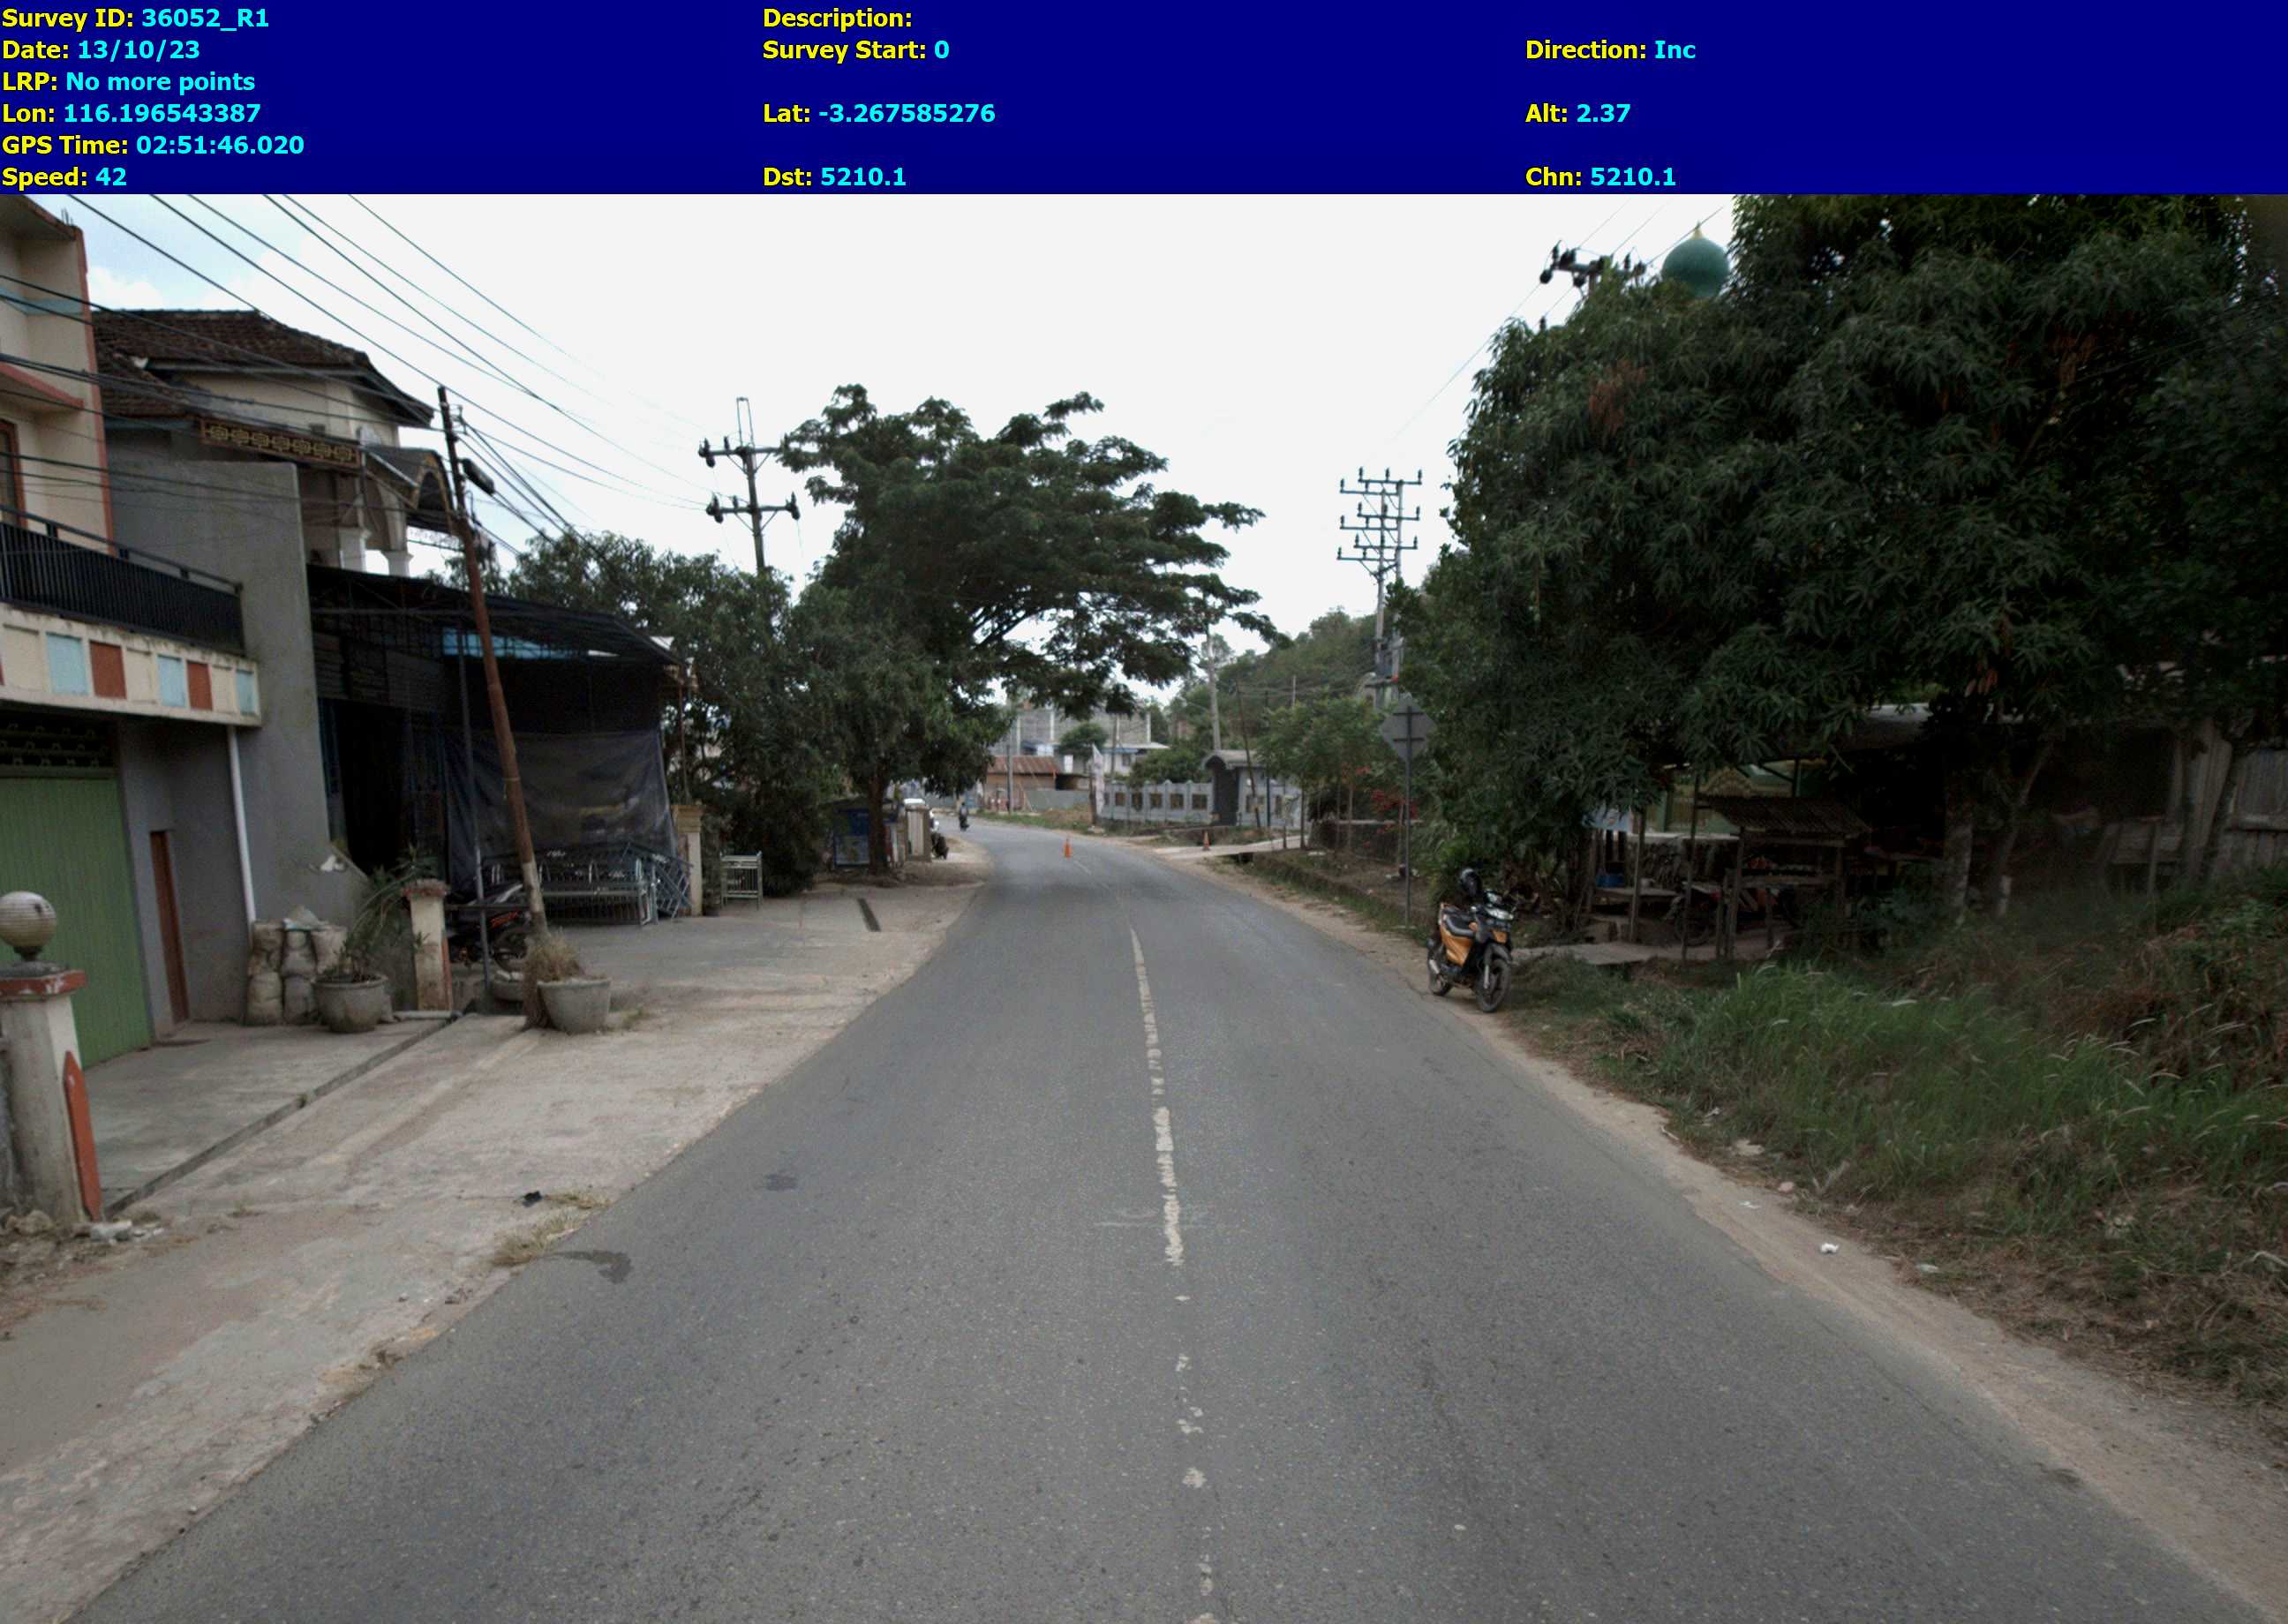 Survey ID: 36052_R1
Description:
Date: 13/10/23
Survey Start: 0
Direction: Inc
LRP: No more points
Lon: 116.196543387
Lat: -3.267585276
Alt: 2.37
GPS Time: 02:51:46.020
Speed: 42
Dst: 5210.1
Chn: 5210.1